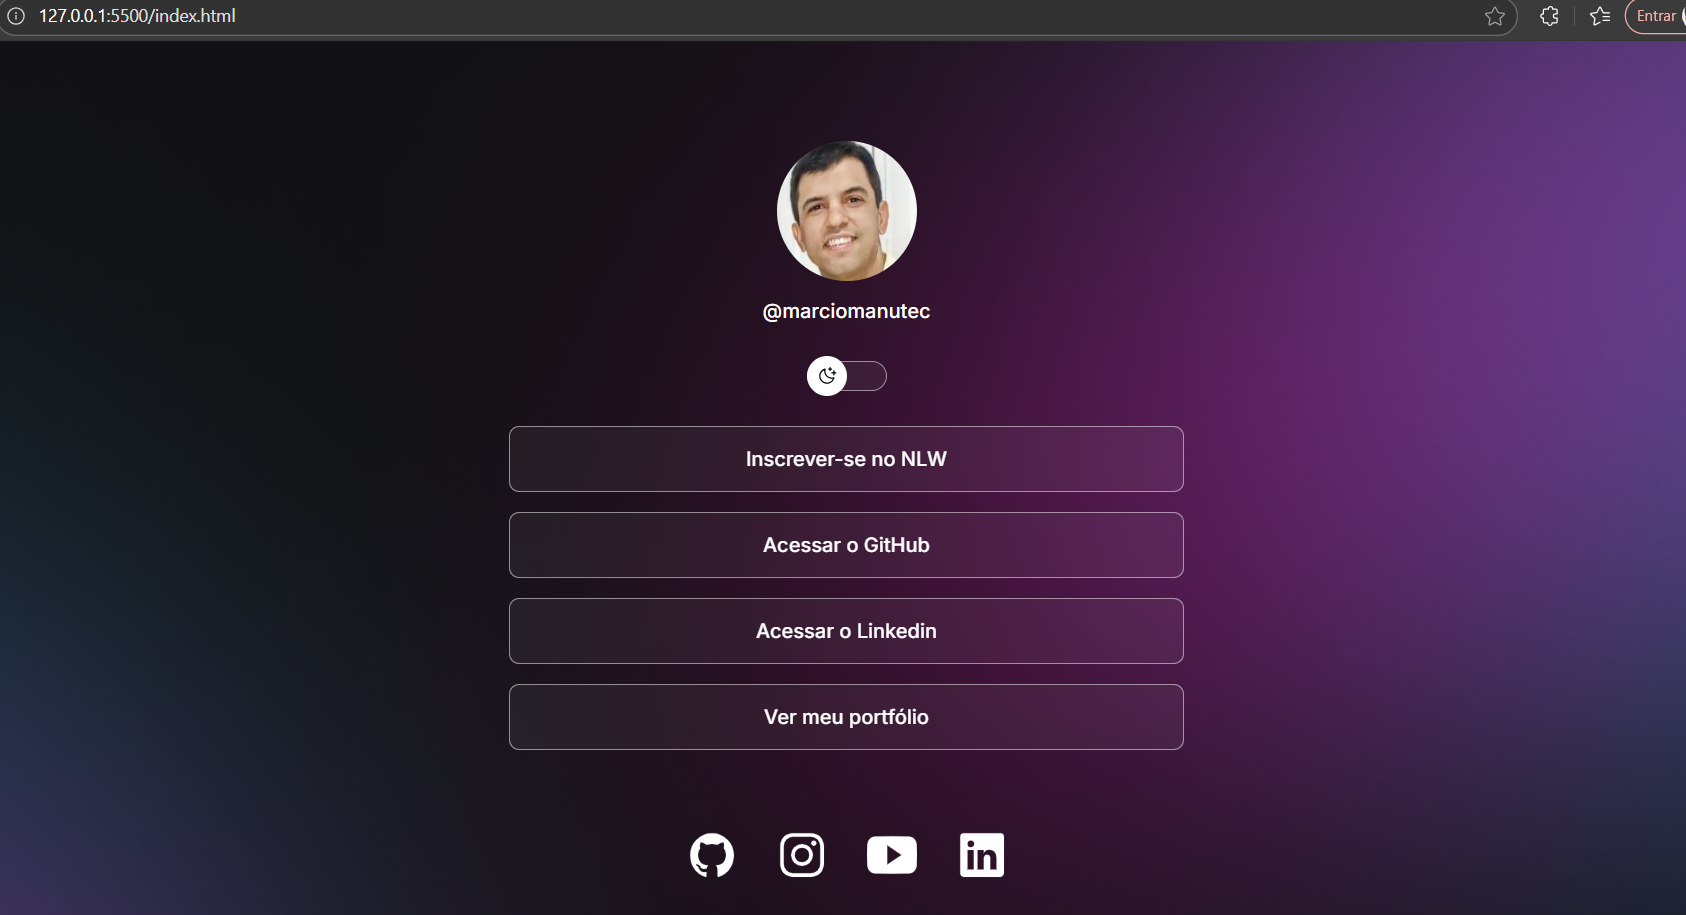 127.0.0.1:5500/index.html
Entrar
@marciomanutec
Inscrever-se no NLW
Acessar o GitHub
Acessar o Linkedin
Ver meu portfólio
in